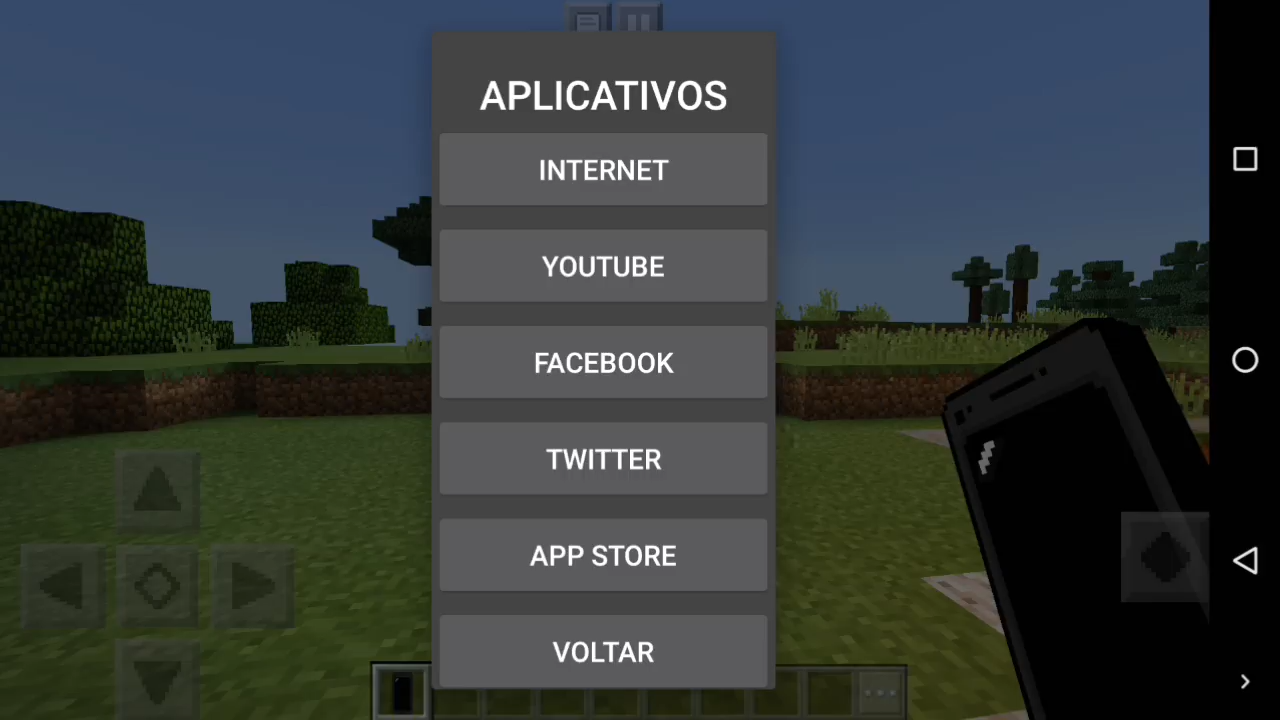 APLICATIVOS
INTERNET
YOUTUBE
FACEBOOK
TWITTER
APP STORE
VOLTAR